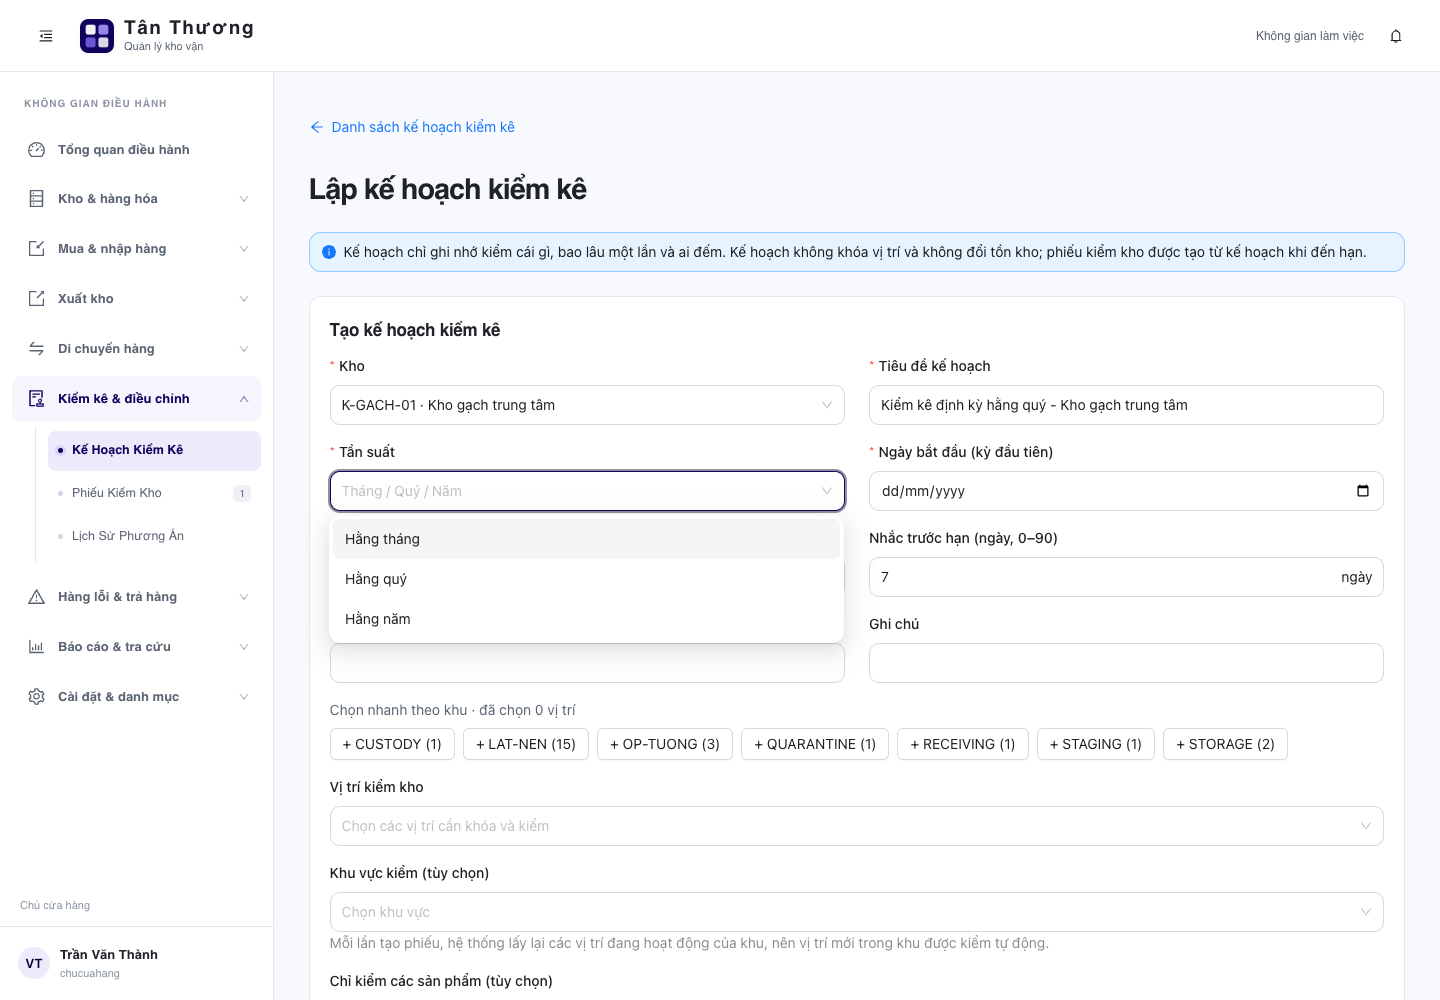 Tân Thương
Quản lý kho vận
Không gian làm việc
KHÔNG GIAN ĐIỀU HÀNH
Tổng quan điều hành
Kho & hàng hóa
Mua & nhập hàng
Xuất kho
Di chuyển hàng
Kiểm kê & điều chỉnh
Kế Hoạch Kiểm Kê
Phiếu Kiểm Kho 1
Lịch Sử Phương Án
Hàng lỗi & trả hàng
Báo cáo & tra cứu
Cài đặt & danh mục
Chủ cửa hàng
VT
Trần Văn Thành
chucuahang
Danh sách kế hoạch kiểm kê
Lập kế hoạch kiểm kê
Kế hoạch chỉ ghi nhớ kiểm cái gì, bao lâu một lần và ai đếm. Kế hoạch không khóa vị trí và không đổi tồn kho; phiếu kiểm kho được tạo từ kế hoạch khi đến hạn.
Tạo kế hoạch kiểm kê
* Kho
K-GACH-01 · Kho gạch trung tâm
* Tiêu đề kế hoạch
Kiểm kê định kỳ hằng quý - Kho gạch trung tâm
* Tần suất
Tháng / Quý / Năm
* Ngày bắt đầu (kỳ đầu tiên)
dd/mm/yyyy
Hằng tháng
Hằng quý
Hằng năm
Nhắc trước hạn (ngày, 0–90)
7 ngày
Ghi chú
Chọn nhanh theo khu · đã chọn 0 vị trí
+ CUSTODY (1)
+ LAT-NEN (15)
+ OP-TUONG (3)
+ QUARANTINE (1)
+ RECEIVING (1)
+ STAGING (1)
+ STORAGE (2)
Vị trí kiểm kho
Chọn các vị trí cần khóa và kiểm
Khu vực kiểm (tùy chọn)
Chọn khu vực
Mỗi lần tạo phiếu, hệ thống lấy lại các vị trí đang hoạt động của khu, nên vị trí mới trong khu được kiểm tự động.
Chỉ kiểm các sản phẩm (tùy chọn)